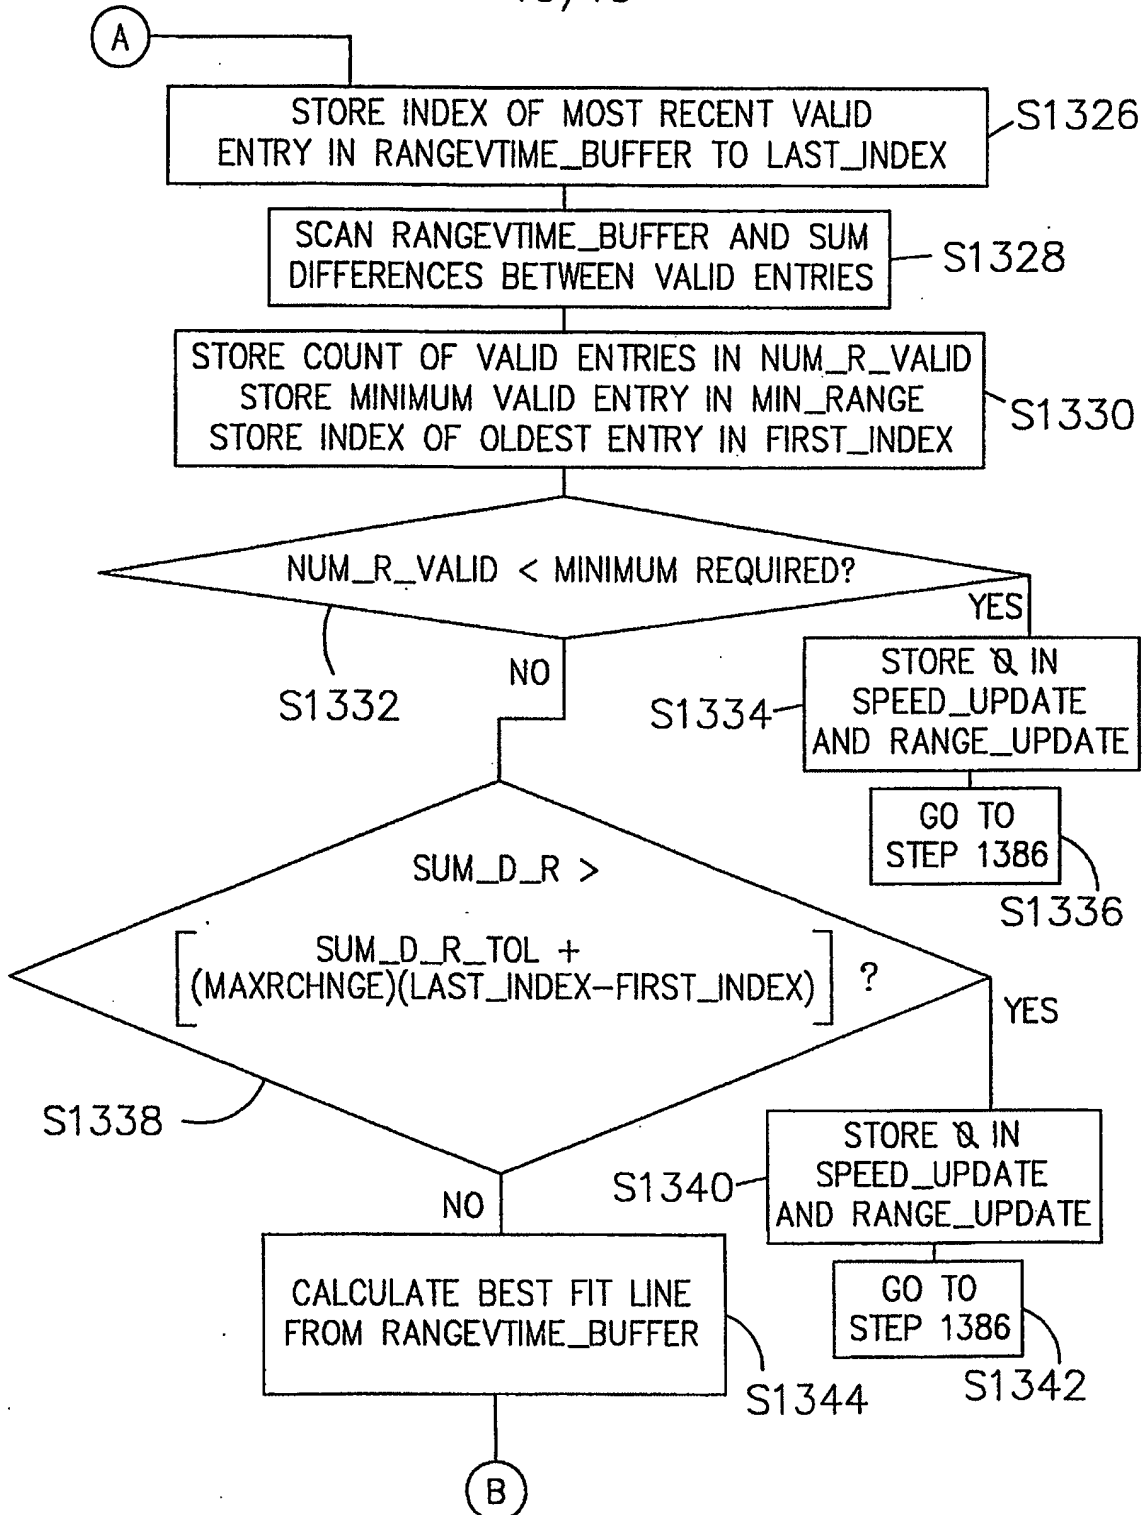 A
STORE INDEX OF MOST RECENT VALID
ENTRY IN RANGEVTIME_BUFFER TO LAST_INDEX
S1326
SCAN RANGEVTIME_BUFFER AND SUM
DIFFERENCES BETWEEN VALID ENTRIES
S1328
STORE COUNT OF VALID ENTRIES IN NUM_R_VALID
STORE MINIMUM VALID ENTRY IN MIN_RANGE
STORE INDEX OF OLDEST ENTRY IN FIRST_INDEX
S1330
NUM_R_VALID < MINIMUM REQUIRED?
YES
NO
S1332
STORE 0 IN
SPEED_UPDATE
AND RANGE_UPDATE
S1334
GO TO
STEP 1386
S1336
SUM_D_R >
[SUM_D_R_TOL +
(MAXRCHNGE)(LAST_INDEX-FIRST_INDEX)] ?
YES
S1338
NO
STORE 0 IN
SPEED_UPDATE
AND RANGE_UPDATE
S1340
GO TO
STEP 1386
S1342
CALCULATE BEST FIT LINE
FROM RANGEVTIME_BUFFER
S1344
B